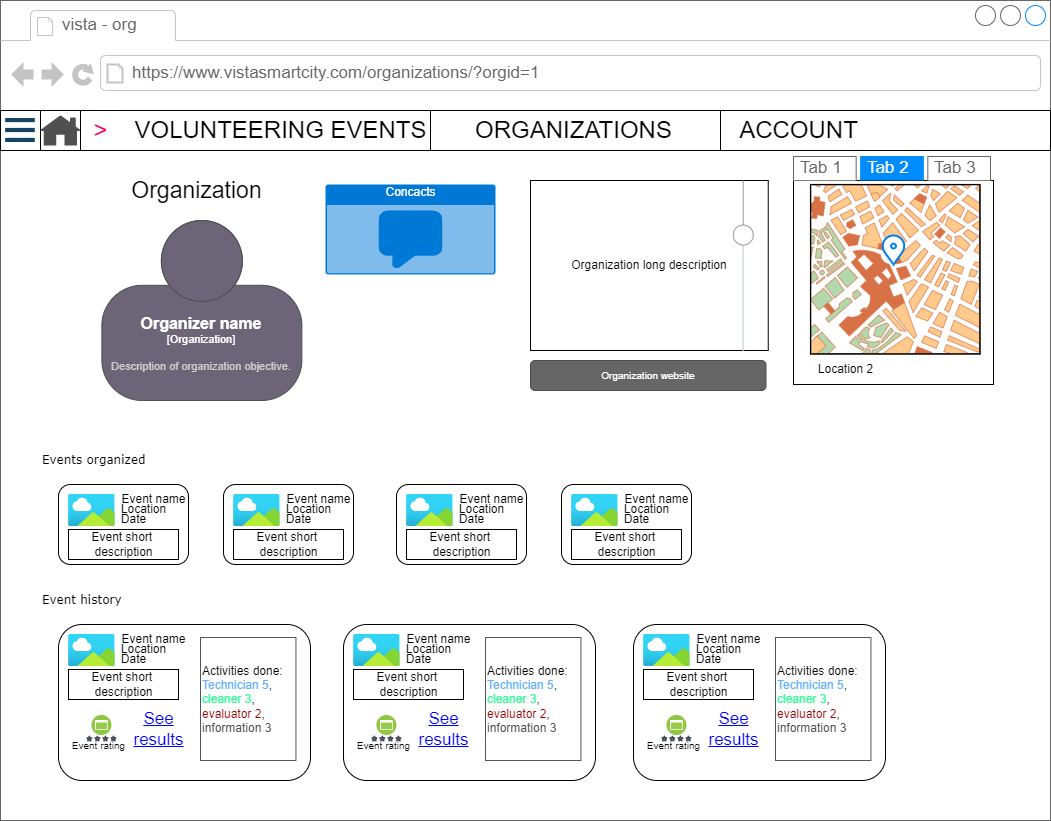 vista - org
https://www.vistasmartcity.com/organizations/?orgid=1
> VOLUNTEERING EVENTS ORGANIZATIONS ACCOUNT
Tab 1 Tab 2 Tab 3
Organization
Concacts
Organizer name
[Organization]
Description of organization objective.
Organization long description
Organization website
Location 2
Events organized
Event name
Location
Date
Event short
description
Event name
Location
Date
Event short
description
Event name
Location
Date
Event short
description
Event name
Location
Date
Event short
description
Event history
Event name
Location
Date
Event short
description
Event rating
See
results
Activities done:
Technician 5,
cleaner 3,
evaluator 2,
information 3
Event name
Location
Date
Event short
description
Event rating
See
results
Activities done:
Technician 5,
cleaner 3,
evaluator 2,
information 3
Event name
Location
Date
Event short
description
Event rating
See
results
Activities done:
Technician 5,
cleaner 3,
evaluator 2,
information 3